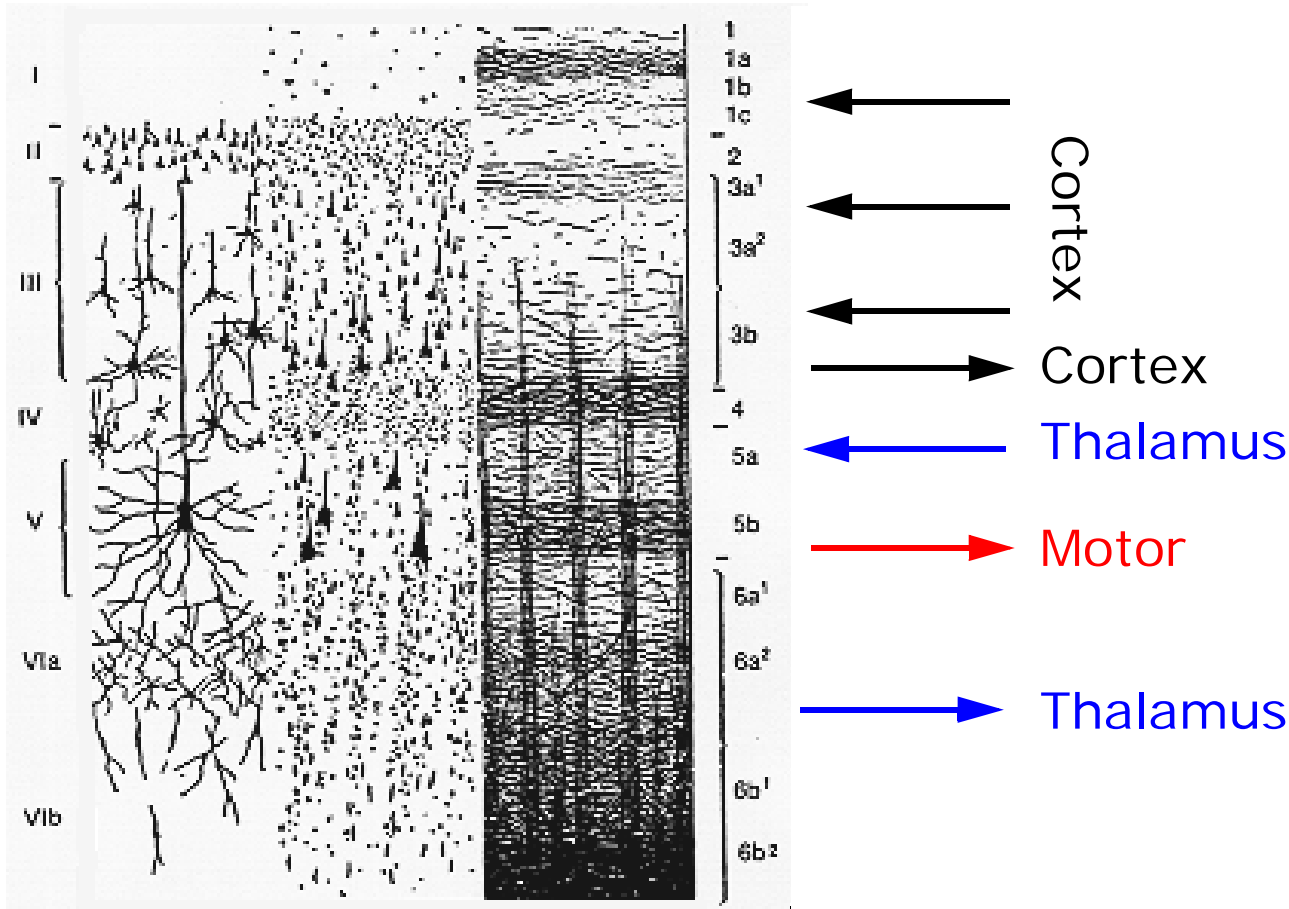 I
II
III
IV
V
VIa
VIb
1
1a
1b
1c
2
3a¹
3a²
3b
4
5a
5b
6a¹
6a²
6b¹
6b²
Cortex
Cortex
Thalamus
Motor
Thalamus